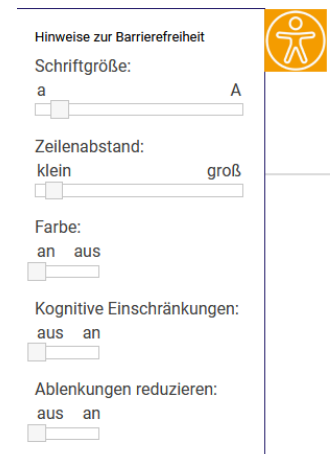 Hinweise zur Barrierefreiheit
Schriftgröße:
a A
Zeilenabstand:
klein groß
Farbe:
an aus
Kognitive Einschränkungen:
aus an
Ablenkungen reduzieren:
aus an